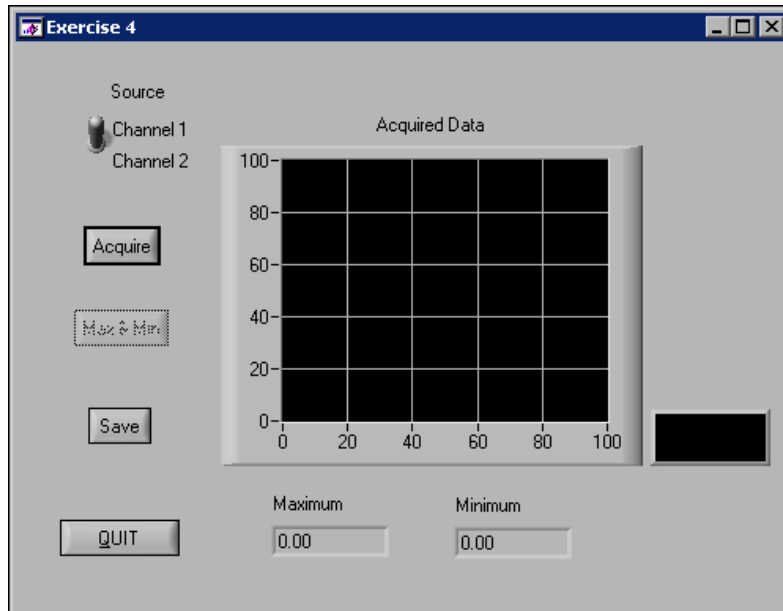 Exercise 4
Source
Channel 1
Channel 2
Acquired Data
100
80
60
40
20
0
0 20 40 60 80 100
Acquire
Max & Min
Save
QUIT
Maximum
0.00
Minimum
0.00